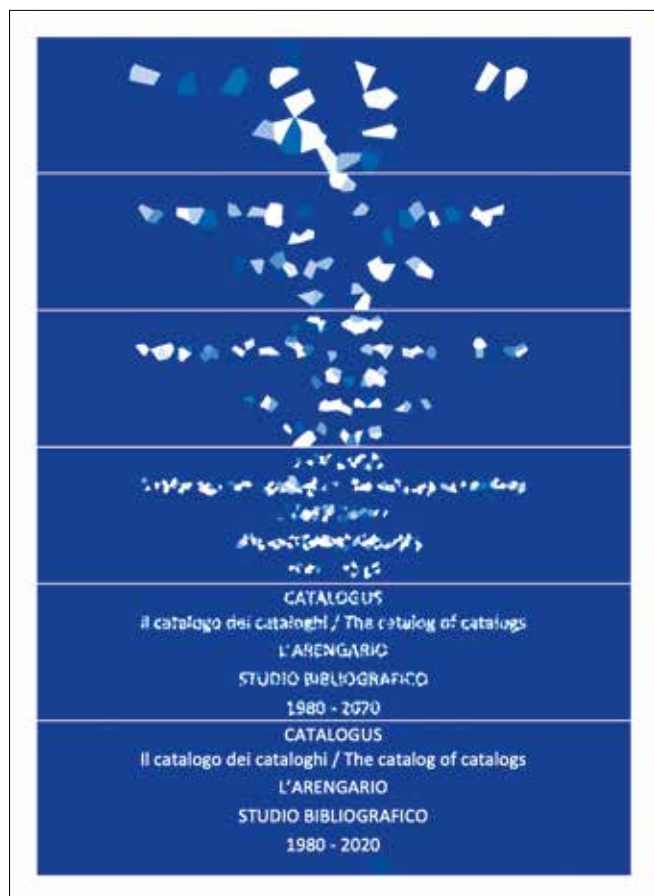 CATALOGUS
Il catalogo dei cataloghi / The catalog of catalogs
L'ARENGARIO
STUDIO BIBLIOGRAFICO
1980 - 2020
CATALOGUS
Il catalogo dei cataloghi / The catalog of catalogs
L'ARENGARIO
STUDIO BIBLIOGRAFICO
1980 - 2020